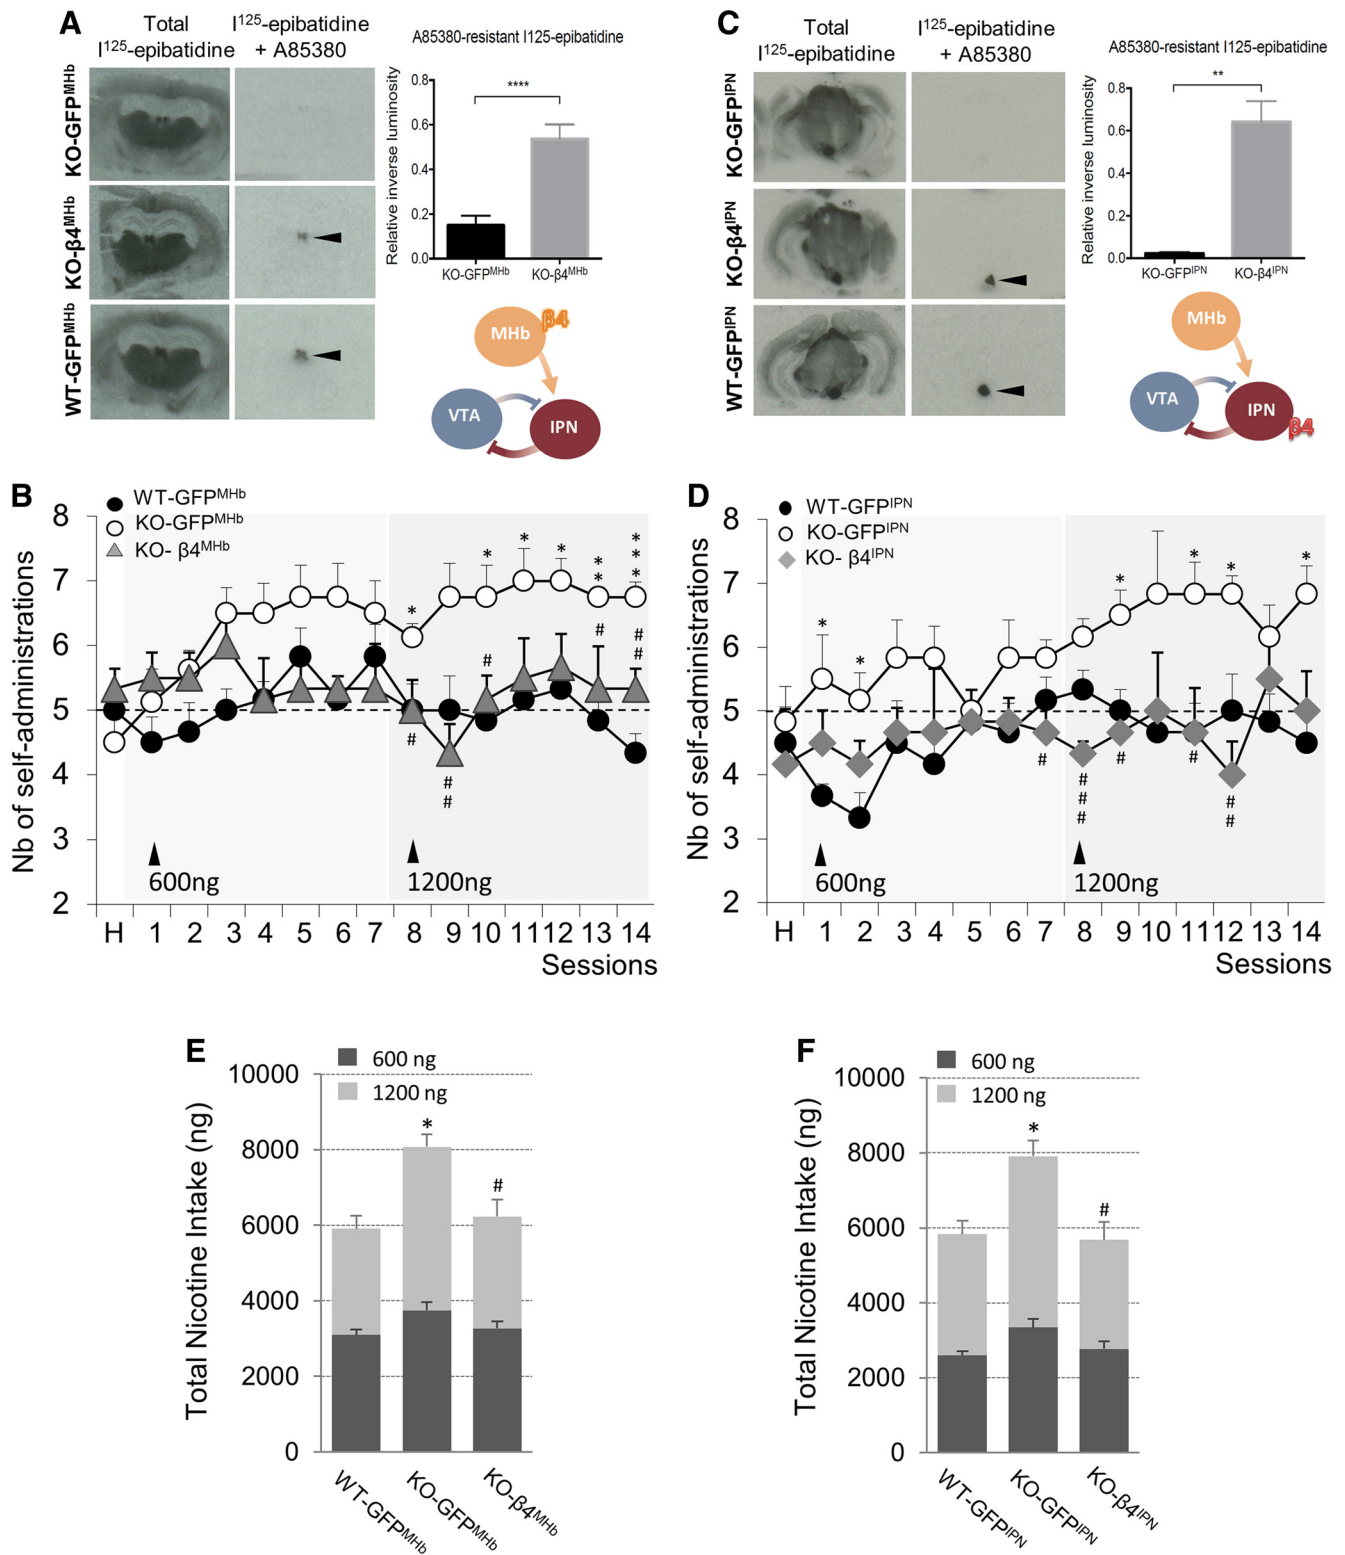 A
Total
I125-epibatidine
I125-epibatidine
+ A85380
KO-GFPMHb
KO-β4MHb
WT-GFPMHb
A85380-resistant I125-epibatidine
Relative inverse luminosity
0.8
0.6
0.4
0.2
0.0
****
KO-GFPMHb
KO-β4MHb
MHb
β4
VTA
IPN
C
Total
I125-epibatidine
I125-epibatidine
+ A85380
KO-GFPIPN
KO-β4IPN
WT-GFPIPN
A85380-resistant I125-epibatidine
Relative inverse luminosity
0.8
0.6
0.4
0.2
0.0
**
KO-GFPIPN
KO-β4IPN
MHb
VTA
IPN
β4
B
WT-GFPMHb
KO-GFPMHb
KO- β4MHb
Nb of self-administrations
8
7
6
5
4
3
2
* * * * ** ***
# ## # # ##
600ng
1200ng
H 1 2 3 4 5 6 7 8 9 10 11 12 13 14
Sessions
D
WT-GFPIPN
KO-GFPIPN
KO- β4IPN
Nb of self-administrations
8
7
6
5
4
3
2
* * * * * *
# ### # # ##
600ng
1200ng
H 1 2 3 4 5 6 7 8 9 10 11 12 13 14
Sessions
E
600 ng
1200 ng
Total Nicotine Intake (ng)
10000
8000
6000
4000
2000
0
*
#
WT-GFPMHb
KO-GFPMHb
KO-β4MHb
F
600 ng
1200 ng
Total Nicotine Intake (ng)
10000
8000
6000
4000
2000
0
*
#
WT-GFPIPN
KO-GFPIPN
KO-β4IPN